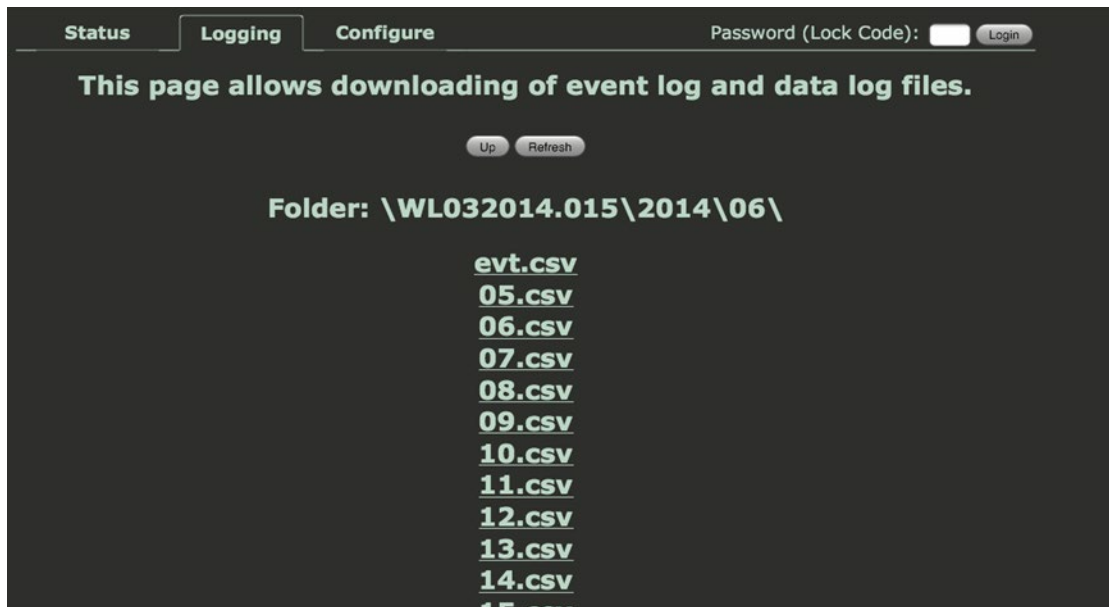 Status Logging Configure Password (Lock Code): Login
This page allows downloading of event log and data log files.
Up Refresh
Folder: \WL032014.015\2014\06\
evt.csv
05.csv
06.csv
07.csv
08.csv
09.csv
10.csv
11.csv
12.csv
13.csv
14.csv